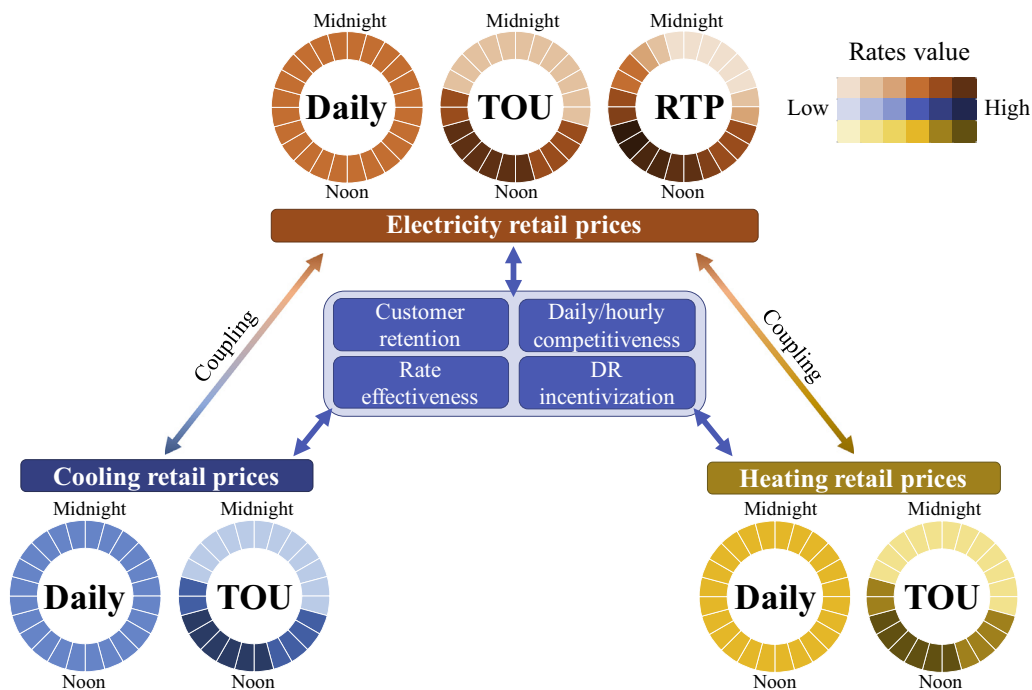 Midnight
Midnight
Midnight
Rates value
Daily
TOU
RTP
Low
High
Noon
Noon
Noon
Electricity retail prices
Coupling
Customer
retention
Daily/hourly
competitiveness
Coupling
Rate
effectiveness
DR
incentivization
Cooling retail prices
Heating retail prices
Midnight
Midnight
Midnight
Midnight
Daily
TOU
Daily
TOU
Noon
Noon
Noon
Noon